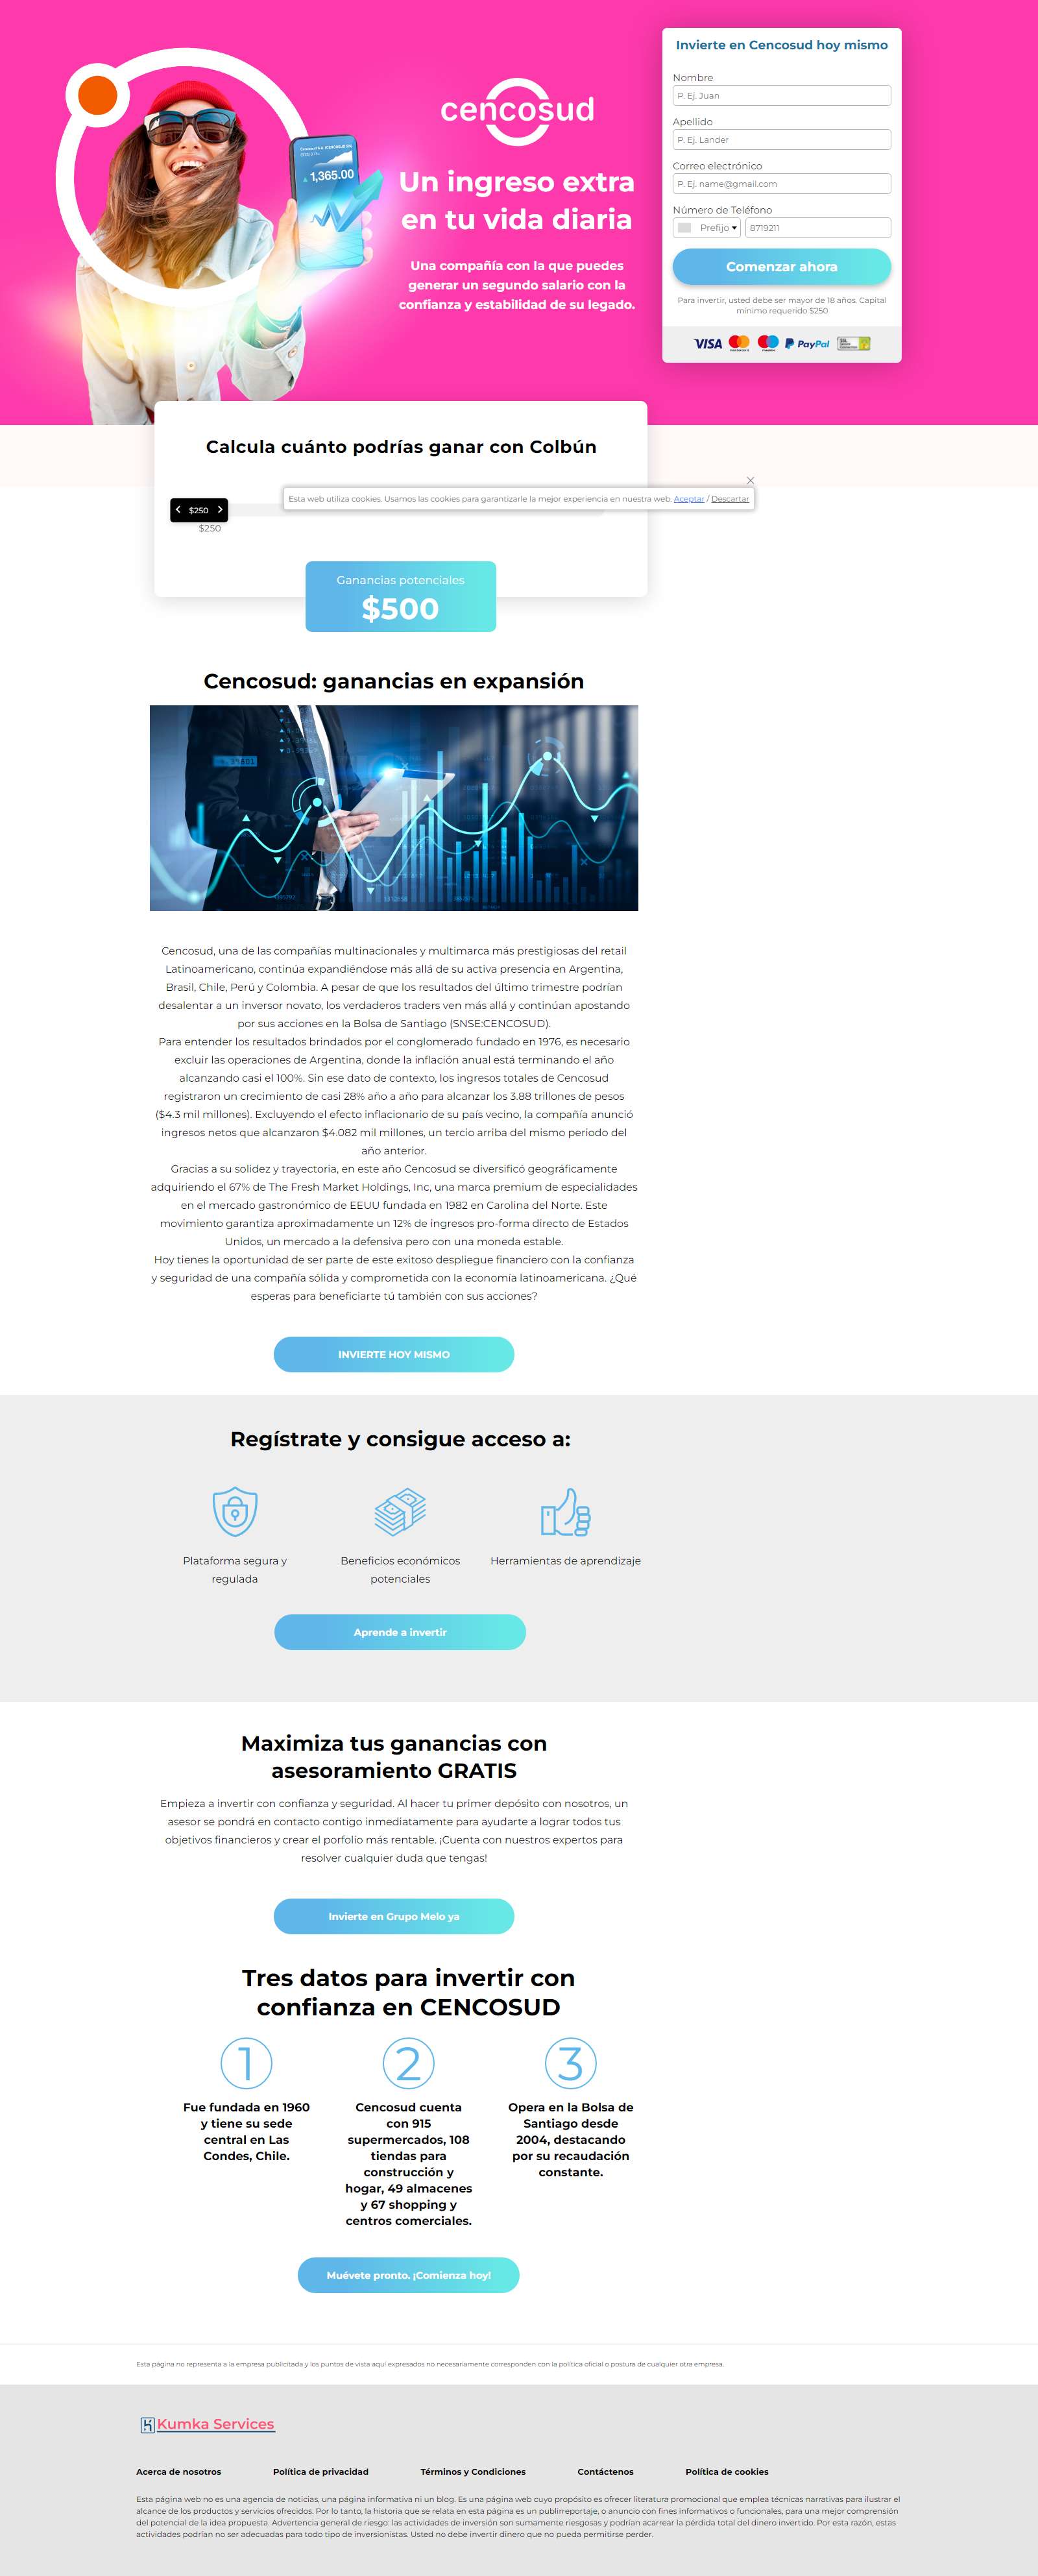 cencosud
Un ingreso extra
en tu vida diaria
Una compañía con la que puedes
generar un segundo salario con la
confianza y estabilidad de su legado.
1,365.00
Invierte en Cencosud hoy mismo
Nombre
P. Ej. Juan
Apellido
P. Ej. Lander
Correo electrónico
P. Ej. name@gmail.com
Número de Teléfono
Prefijo 8719211
Comenzar ahora
Para invertir, usted debe ser mayor de 18 años. Capital
mínimo requerido $250
VISA PayPal
Calcula cuánto podrías ganar con Colbún
Esta web utiliza cookies. Usamos las cookies para garantizarle la mejor experiencia en nuestra web. Aceptar / Descartar
$250
$250
Ganancias potenciales
$500
Cencosud: ganancias en expansión
Cencosud, una de las compañías multinacionales y multimarca más prestigiosas del retail
Latinoamericano, continúa expandiéndose más allá de su activa presencia en Argentina,
Brasil, Chile, Perú y Colombia. A pesar de que los resultados del último trimestre podrían
desalentar a un inversor novato, los verdaderos traders ven más allá y continúan apostando
por sus acciones en la Bolsa de Santiago (SNSE:CENCOSUD).
Para entender los resultados brindados por el conglomerado fundado en 1976, es necesario
excluir las operaciones de Argentina, donde la inflación anual está terminando el año
alcanzando casi el 100%. Sin ese dato de contexto, los ingresos totales de Cencosud
registraron un crecimiento de casi 28% año a año para alcanzar los 3.88 trillones de pesos
($4.3 mil millones). Excluyendo el efecto inflacionario de su país vecino, la compañía anunció
ingresos netos que alcanzaron $4.082 mil millones, un tercio arriba del mismo periodo del
año anterior.
Gracias a su solidez y trayectoria, en este año Cencosud se diversificó geográficamente
adquiriendo el 67% de The Fresh Market Holdings, Inc, una marca premium de especialidades
en el mercado gastronómico de EEUU fundada en 1982 en Carolina del Norte. Este
movimiento garantiza aproximadamente un 12% de ingresos pro-forma directo de Estados
Unidos, un mercado a la defensiva pero con una moneda estable.
Hoy tienes la oportunidad de ser parte de este exitoso despliegue financiero con la confianza
y seguridad de una compañía sólida y comprometida con la economía latinoamericana. ¿Qué
esperas para beneficiarte tú también con sus acciones?
INVIERTE HOY MISMO
Regístrate y consigue acceso a:
Plataforma segura y
regulada
Beneficios económicos
potenciales
Herramientas de aprendizaje
Aprende a invertir
Maximiza tus ganancias con
asesoramiento GRATIS
Empieza a invertir con confianza y seguridad. Al hacer tu primer depósito con nosotros, un
asesor se pondrá en contacto contigo inmediatamente para ayudarte a lograr todos tus
objetivos financieros y crear el porfolio más rentable. ¡Cuenta con nuestros expertos para
resolver cualquier duda que tengas!
Invierte en Grupo Melo ya
Tres datos para invertir con
confianza en CENCOSUD
1
Fue fundada en 1960
y tiene su sede
central en Las
Condes, Chile.
2
Cencosud cuenta
con 915
supermercados, 108
tiendas para
construcción y
hogar, 49 almacenes
y 67 shopping y
centros comerciales.
3
Opera en la Bolsa de
Santiago desde
2004, destacando
por su recaudación
constante.
Muévete pronto. ¡Comienza hoy!
Esta página no representa a la empresa publicitada y los puntos de vista aquí expresados no necesariamente corresponden con la política oficial o postura de cualquier otra empresa.
Kumka Services
Acerca de nosotros Política de privacidad Términos y Condiciones Contáctenos Política de cookies
Esta página web no es una agencia de noticias, una página informativa ni un blog. Es una página web cuyo propósito es ofrecer literatura promocional que emplea técnicas narrativas para ilustrar el
alcance de los productos y servicios ofrecidos. Por lo tanto, la historia que se relata en esta página es un publirreportaje, o anuncio con fines informativos o funcionales, para una mejor comprensión
del potencial de la idea propuesta. Advertencia general de riesgo: las actividades de inversión son sumamente riesgosas y podrían acarrear la pérdida total del dinero invertido. Por esta razón, estas
actividades podrían no ser adecuadas para todo tipo de inversionistas. Usted no debe invertir dinero que no pueda permitirse perder.